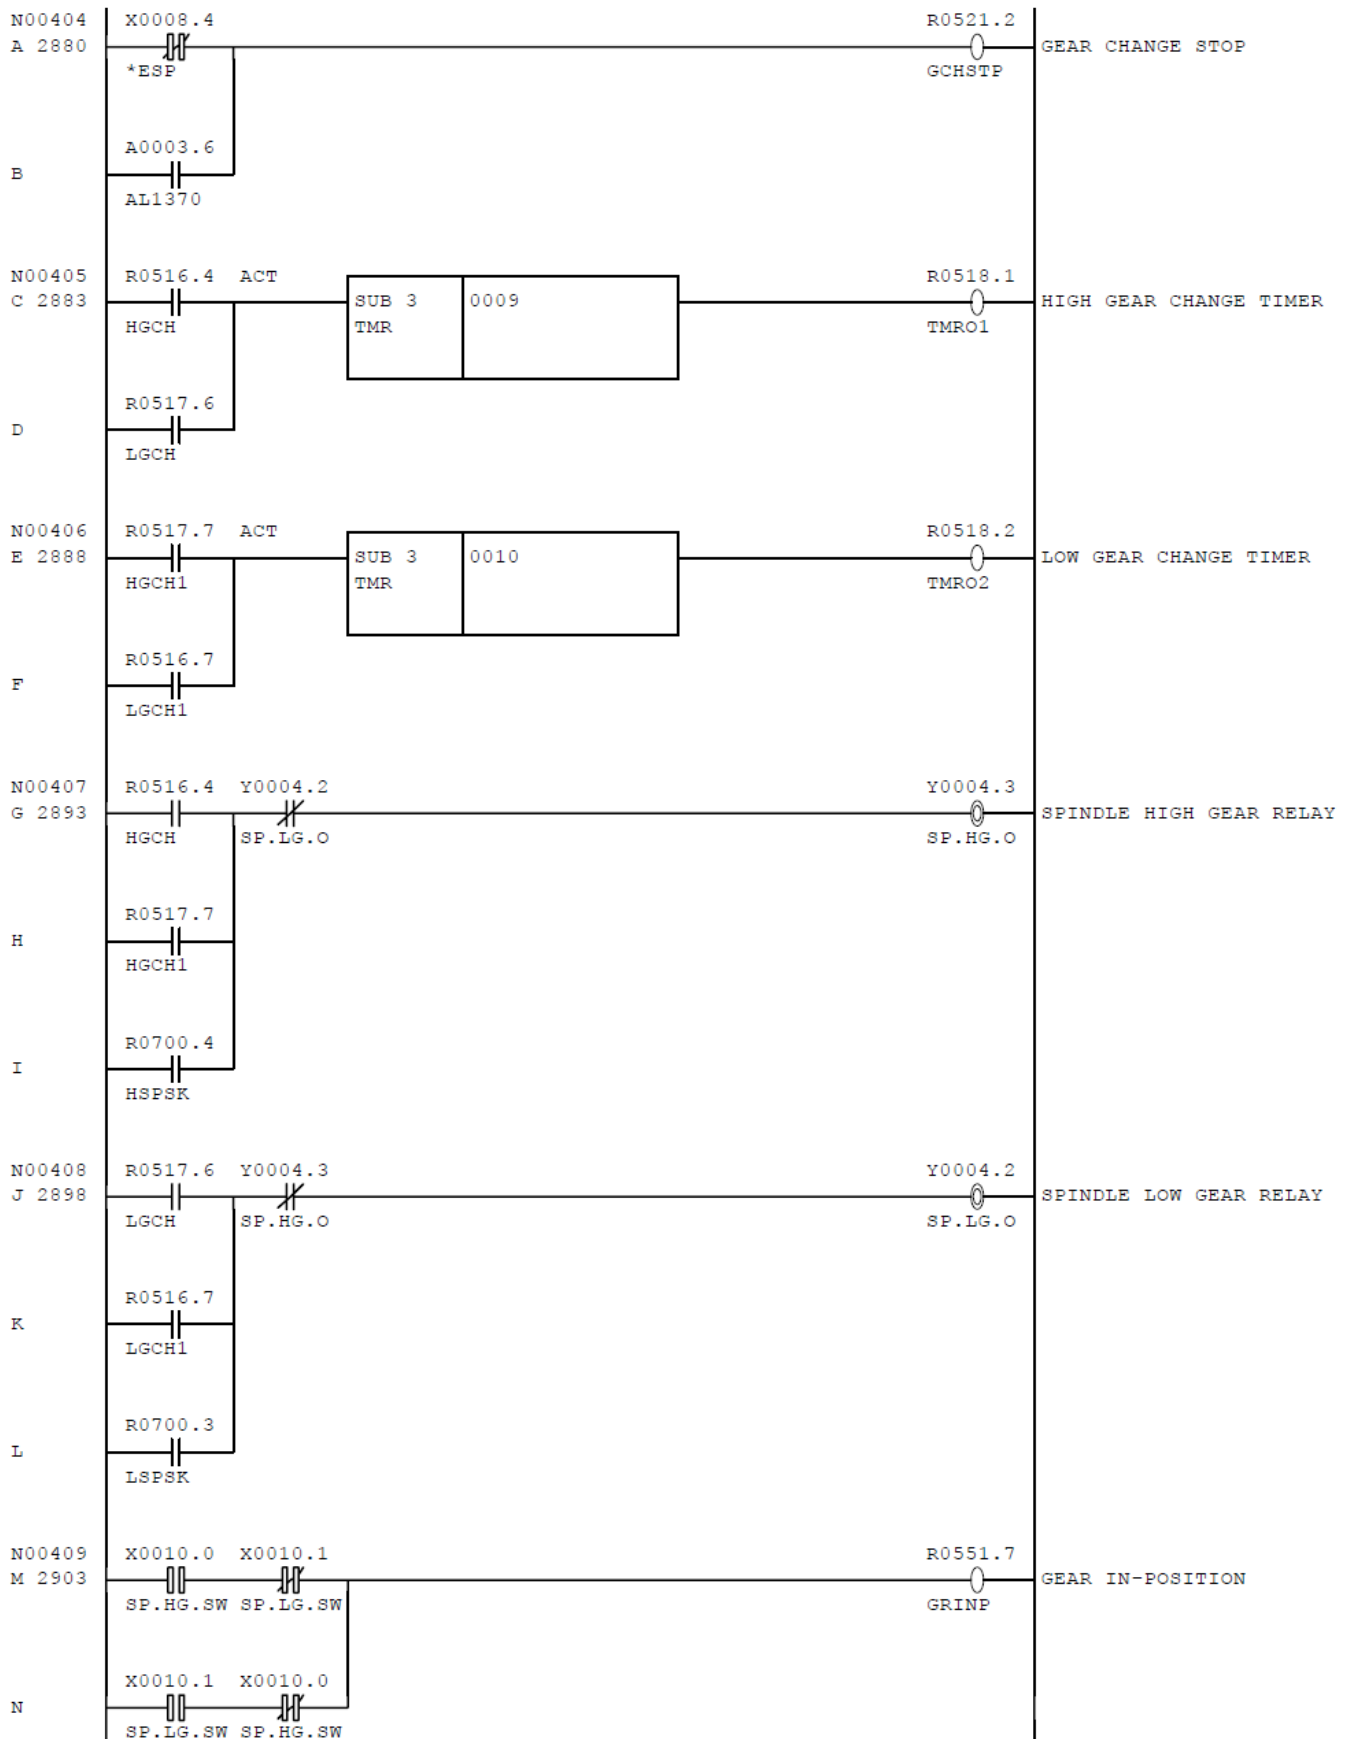 N00404 X0008.4 R0521.2
A 2880 GEAR CHANGE STOP
*ESP GCHSTP
A0003.6
B
AL1370
N00405 R0516.4 ACT R0518.1
C 2883 SUB 3 0009 HIGH GEAR CHANGE TIMER
HGCH TMR TMRO1
R0517.6
D
LGCH
N00406 R0517.7 ACT R0518.2
E 2888 SUB 3 0010 LOW GEAR CHANGE TIMER
HGCH1 TMR TMRO2
R0516.7
F
LGCH1
N00407 R0516.4 Y0004.2 Y0004.3
G 2893 SPINDLE HIGH GEAR RELAY
HGCH SP.LG.O SP.HG.O
R0517.7
H
HGCH1
R0700.4
I
HSPSK
N00408 R0517.6 Y0004.3 Y0004.2
J 2898 SPINDLE LOW GEAR RELAY
LGCH SP.HG.O SP.LG.O
R0516.7
K
LGCH1
R0700.3
L
LSPSK
N00409 X0010.0 X0010.1 R0551.7
M 2903 GEAR IN-POSITION
SP.HG.SW SP.LG.SW GRINP
X0010.1 X0010.0
N
SP.LG.SW SP.HG.SW